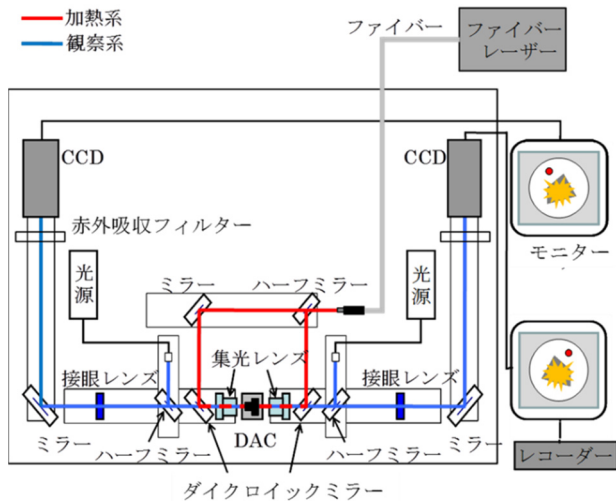 加熱系
観察系
ファイバー
ファイバー
レーザー
CCD
CCD
赤外吸収フィルター
光源
光源
モニター
ミラー
ハーフミラー
集光レンズ
接眼レンズ
接眼レンズ
ミラー
DAC
ミラー
ハーフミラー
ハーフミラー
レコーダー
ダイクロイックミラー